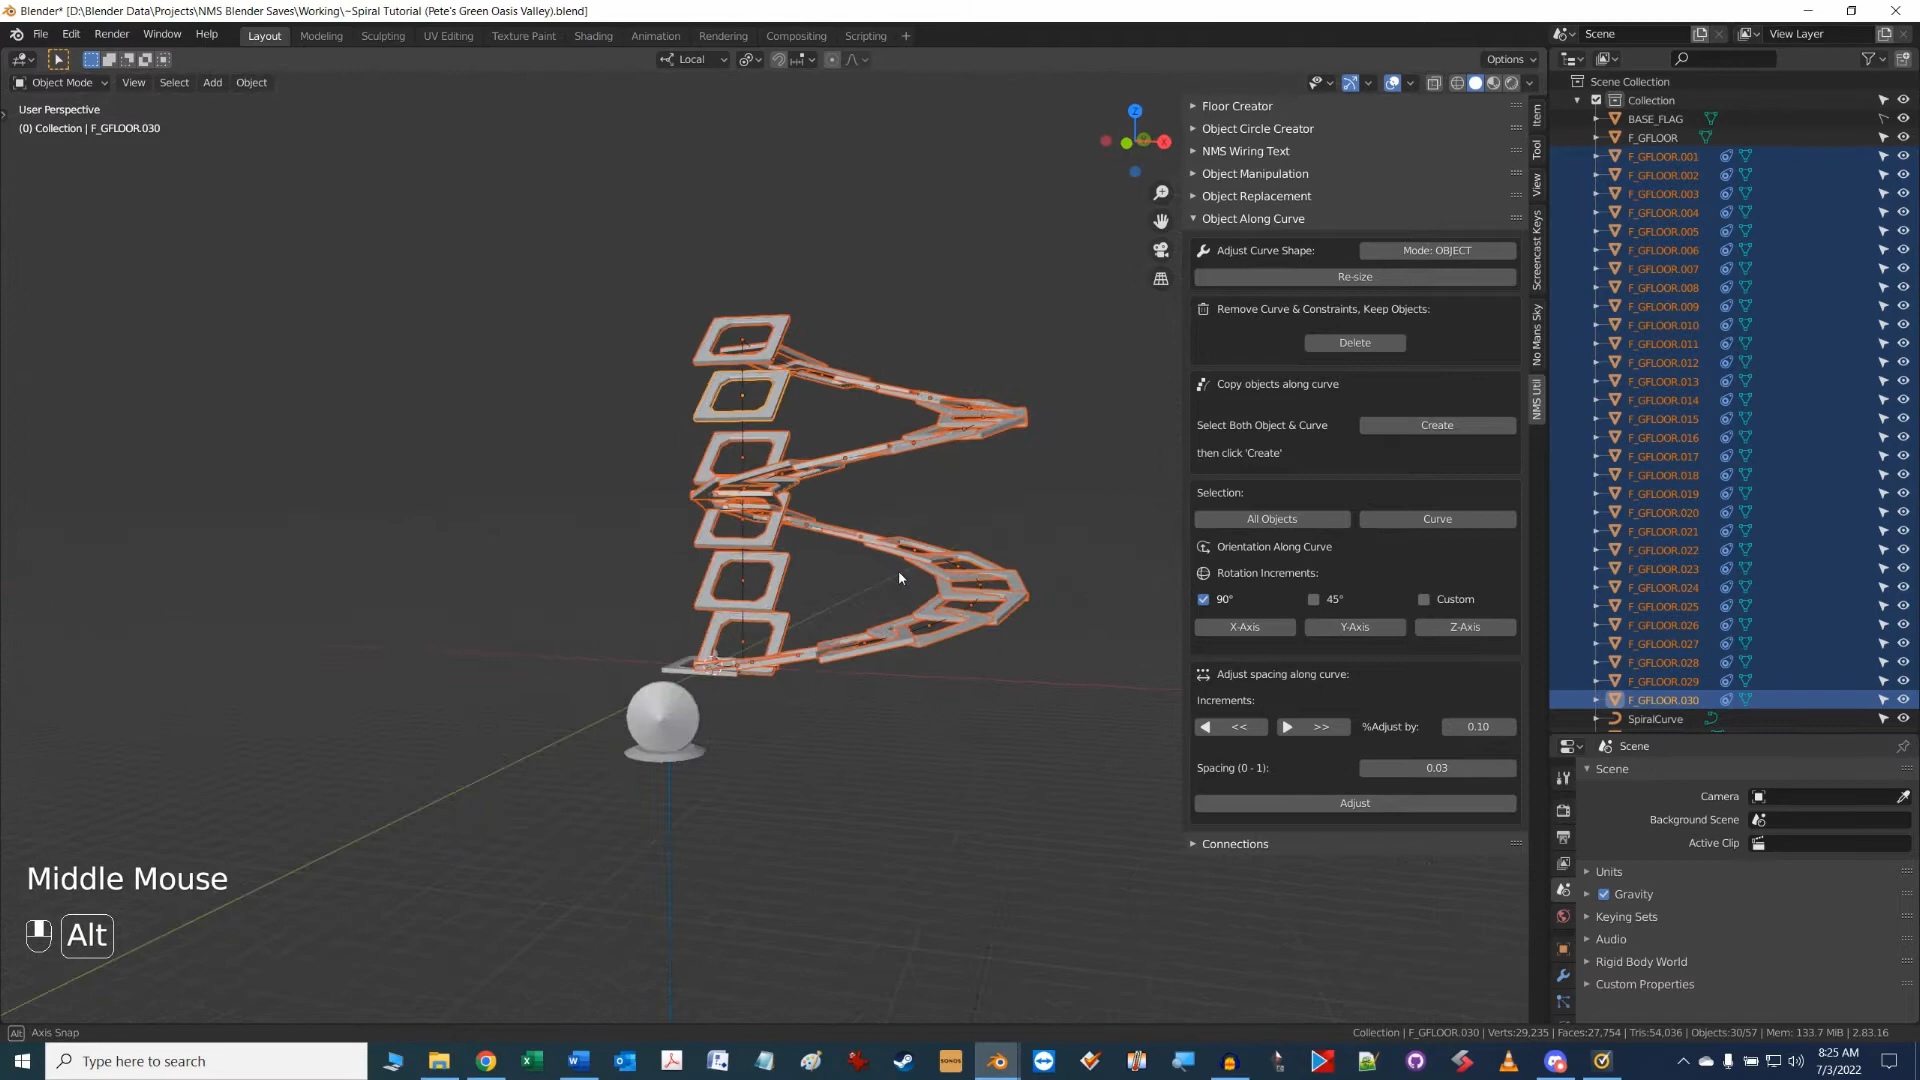 Blender* [D:\Blender Data\Projects\NMS Blender Saves\Working\~Spiral Tutorial (Pete's Green Oasis Valley).blend]
File Edit Render Window Help
Layout Modeling Sculpting UV Editing Texture Paint Shading Animation Rendering Compositing Scripting +
Scene
View Layer
Local
Options
Object Mode View Select Add Object
User Perspective
(0) Collection | F_GFLOOR.030
Z
X
Floor Creator
Object Circle Creator
NMS Wiring Text
Object Manipulation
Object Replacement
Object Along Curve
Adjust Curve Shape: Mode: OBJECT
Re-size
Remove Curve & Constraints, Keep Objects:
Delete
Copy objects along curve
Select Both Object & Curve Create
then click 'Create'
Selection:
All Objects Curve
Orientation Along Curve
Rotation Increments:
90° 45° Custom
X-Axis Y-Axis Z-Axis
Adjust spacing along curve:
Increments:
<< >> %Adjust by: 0.10
Spacing (0 - 1): 0.03
Adjust
Connections
Item
Tool
View
Screencast Keys
No Mans Sky
NMS Util
Scene Collection
Collection
BASE_FLAG
F_GFLOOR
F_GFLOOR.001
F_GFLOOR.002
F_GFLOOR.003
F_GFLOOR.004
F_GFLOOR.005
F_GFLOOR.006
F_GFLOOR.007
F_GFLOOR.008
F_GFLOOR.009
F_GFLOOR.010
F_GFLOOR.011
F_GFLOOR.012
F_GFLOOR.013
F_GFLOOR.014
F_GFLOOR.015
F_GFLOOR.016
F_GFLOOR.017
F_GFLOOR.018
F_GFLOOR.019
F_GFLOOR.020
F_GFLOOR.021
F_GFLOOR.022
F_GFLOOR.023
F_GFLOOR.024
F_GFLOOR.025
F_GFLOOR.026
F_GFLOOR.027
F_GFLOOR.028
F_GFLOOR.029
F_GFLOOR.030
SpiralCurve
Scene
Scene
Camera
Background Scene
Active Clip
Units
Gravity
Keying Sets
Audio
Rigid Body World
Custom Properties
Middle Mouse
Alt
Alt Axis Snap
Collection | F_GFLOOR.030 | Verts:29,235 | Faces:27,754 | Tris:54,036 | Objects:30/57 | Mem: 133.7 MiB | 2.83.16
Type here to search
SONOS
8:25 AM
7/3/2022